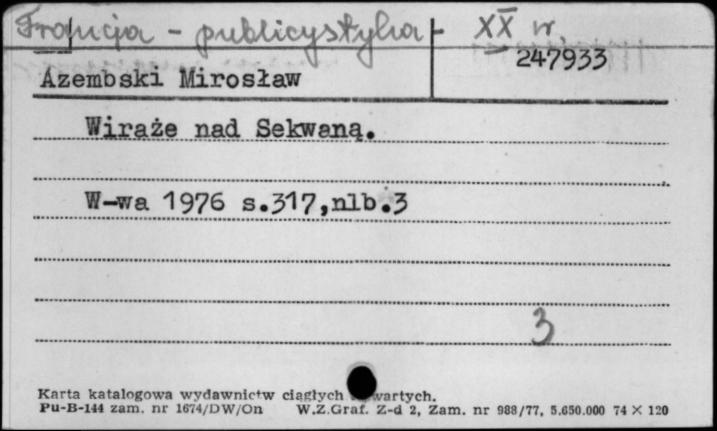 Francja - publicystyka - XX w.
247933
Azembski Mirosław
Wiraże nad Sekwaną.
W-wa 1976 s.317,nlb.3
3
Karta katalogowa wydawnictw ciągłych wartych.
Pu-B-144 zam. nr 1674/DW/On W.Z.Graf. Z-d 2, Zam. nr 988/77, 5.650.000 74 X 120